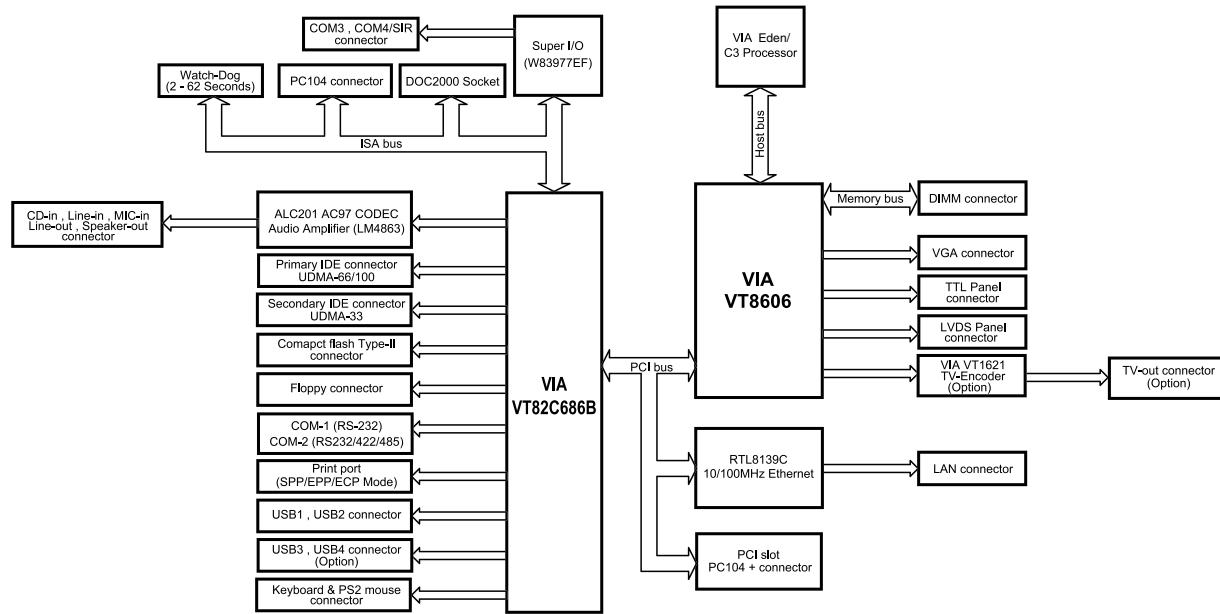 COM3 , COM4/SIR
connector
Super I/O
(W83977EF)
VIA Eden/
C3 Processor
Watch-Dog
(2 - 62 Seconds)
PC104 connector
DOC2000 Socket
ISA bus
Host bus
CD-in , Line-in , MIC-in
Line-out , Speaker-out
connector
ALC201 AC97 CODEC
Audio Amplifier (LM4863)
Primary IDE connector
UDMA-66/100
Secondary IDE connector
UDMA-33
Comapct flash Type-II
connector
Floppy connector
COM-1 (RS-232)
COM-2 (RS232/422/485)
Print port
(SPP/EPP/ECP Mode)
USB1 , USB2 connector
USB3 , USB4 connector
(Option)
Keyboard & PS2 mouse
connector
VIA
VT82C686B
PCI bus
VIA
VT8606
Memory bus
DIMM connector
VGA connector
TTL Panel
connector
LVDS Panel
connector
VIA VT1621
TV-Encoder
(Option)
TV-out connector
(Option)
RTL8139C
10/100MHz Ethernet
LAN connector
PCI slot
PC104 + connector